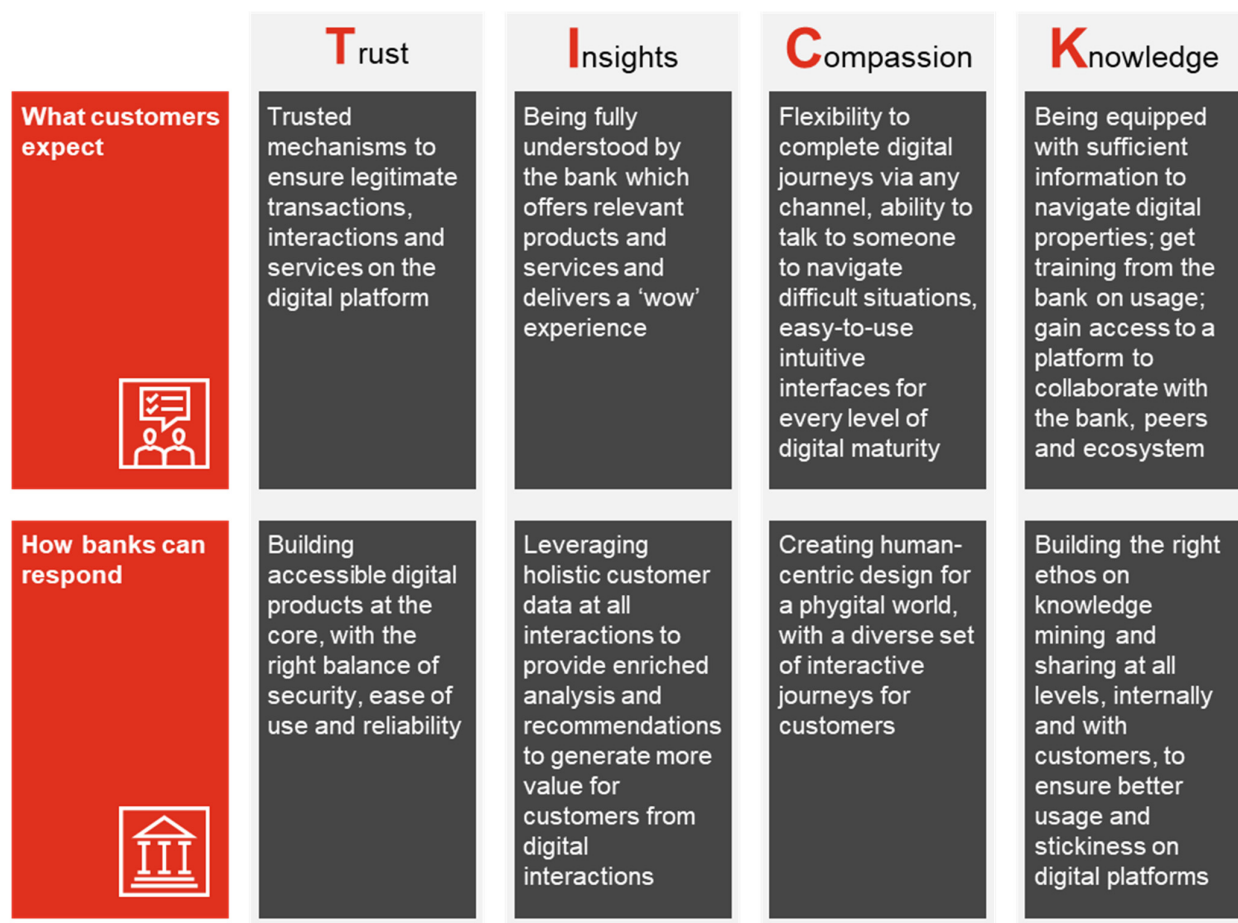 Trust
Insights
Compassion
Knowledge
What customers
expect
Trusted
mechanisms to
ensure legitimate
transactions,
interactions and
services on the
digital platform
Being fully
understood by
the bank which
offers relevant
products and
services and
delivers a ‘wow’
experience
Flexibility to
complete digital
journeys via any
channel, ability to
talk to someone
to navigate
difficult situations,
easy-to-use
intuitive
interfaces for
every level of
digital maturity
Being equipped
with sufficient
information to
navigate digital
properties; get
training from the
bank on usage;
gain access to a
platform to
collaborate with
the bank, peers
and ecosystem
How banks can
respond
Building
accessible digital
products at the
core, with the
right balance of
security, ease of
use and reliability
Leveraging
holistic customer
data at all
interactions to
provide enriched
analysis and
recommendations
to generate more
value for
customers from
digital
interactions
Creating human-
centric design for
a phygital world,
with a diverse set
of interactive
journeys for
customers
Building the right
ethos on
knowledge
mining and
sharing at all
levels, internally
and with
customers, to
ensure better
usage and
stickiness on
digital platforms